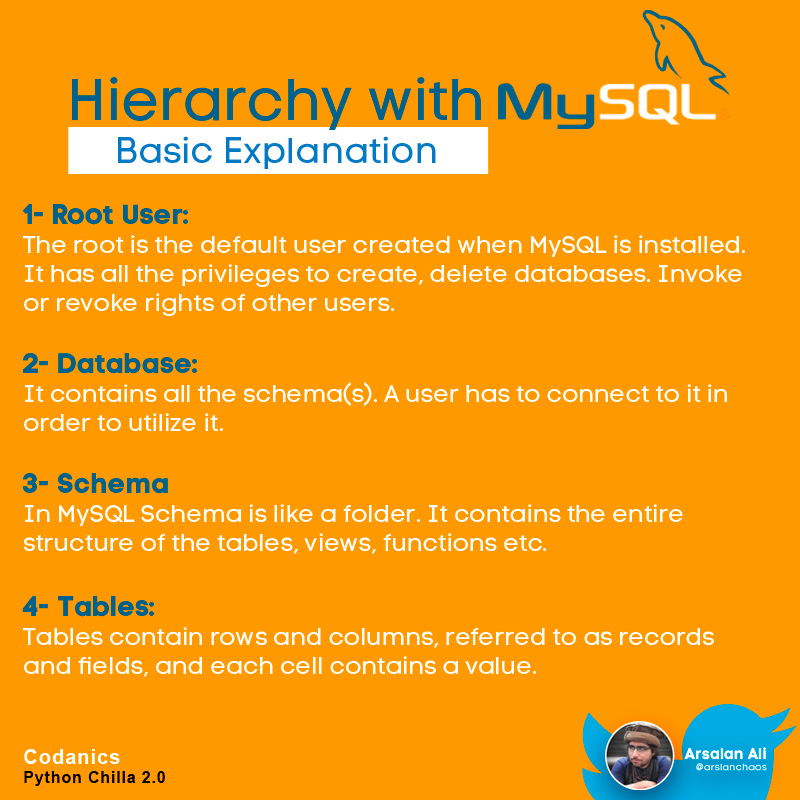 Hierarchy with MySQL
Basic Explanation
1- Root User:
The root is the default user created when MySQL is installed.
It has all the privileges to create, delete databases. Invoke
or revoke rights of other users.
2- Database:
It contains all the schema(s). A user has to connect to it in
order to utilize it.
3- Schema
In MySQL Schema is like a folder. It contains the entire
structure of the tables, views, functions etc.
4- Tables:
Tables contain rows and columns, referred to as records
and fields, and each cell contains a value.
Codanics
Python Chilla 2.0
Arsalan Ali
@arslanchaos